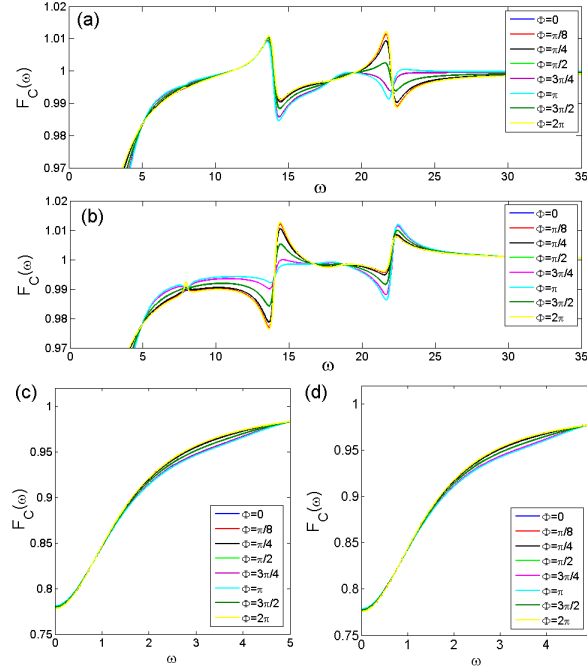 (a)
1.02
1.01
1
0.99
0.98
0.97
F_C(ω)
0 5 10 15 20 25 30 35
ω
Φ=0
Φ=π/8
Φ=π/4
Φ=π/2
Φ=3π/4
Φ=π
Φ=3π/2
Φ=2π
(b)
1.02
1.01
1
0.99
0.98
0.97
F_C(ω)
0 5 10 15 20 25 30 35
ω
Φ=0
Φ=π/8
Φ=π/4
Φ=π/2
Φ=3π/4
Φ=π
Φ=3π/2
Φ=2π
(c)
1
0.95
0.9
0.85
0.8
0.75
F_C(ω)
0 1 2 3 4 5
ω
Φ=0
Φ=π/8
Φ=π/4
Φ=π/2
Φ=3π/4
Φ=π
Φ=3π/2
Φ=2π
(d)
1
0.95
0.9
0.85
0.8
0.75
F_C(ω)
0 1 2 3 4
ω
Φ=0
Φ=π/8
Φ=π/4
Φ=π/2
Φ=3π/4
Φ=π
Φ=3π/2
Φ=2π